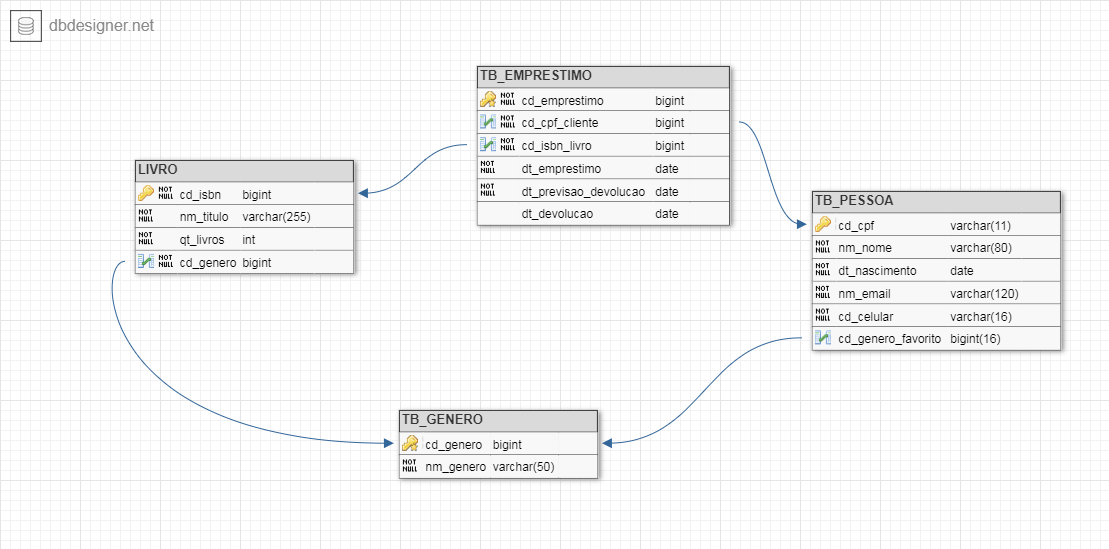 dbdesigner.net
TB_EMPRESTIMO
NOT NULL cd_emprestimo bigint
NOT NULL cd_cpf_cliente bigint
NOT NULL cd_isbn_livro bigint
NOT NULL dt_emprestimo date
NOT NULL dt_previsao_devolucao date
dt_devolucao date
LIVRO
NOT NULL cd_isbn bigint
NOT NULL nm_titulo varchar(255)
NOT NULL qt_livros int
NOT NULL cd_genero bigint
TB_PESSOA
cd_cpf varchar(11)
NOT NULL nm_nome varchar(80)
NOT NULL dt_nascimento date
NOT NULL nm_email varchar(120)
NOT NULL cd_celular varchar(16)
cd_genero_favorito bigint(16)
TB_GENERO
cd_genero bigint
NOT NULL nm_genero varchar(50)